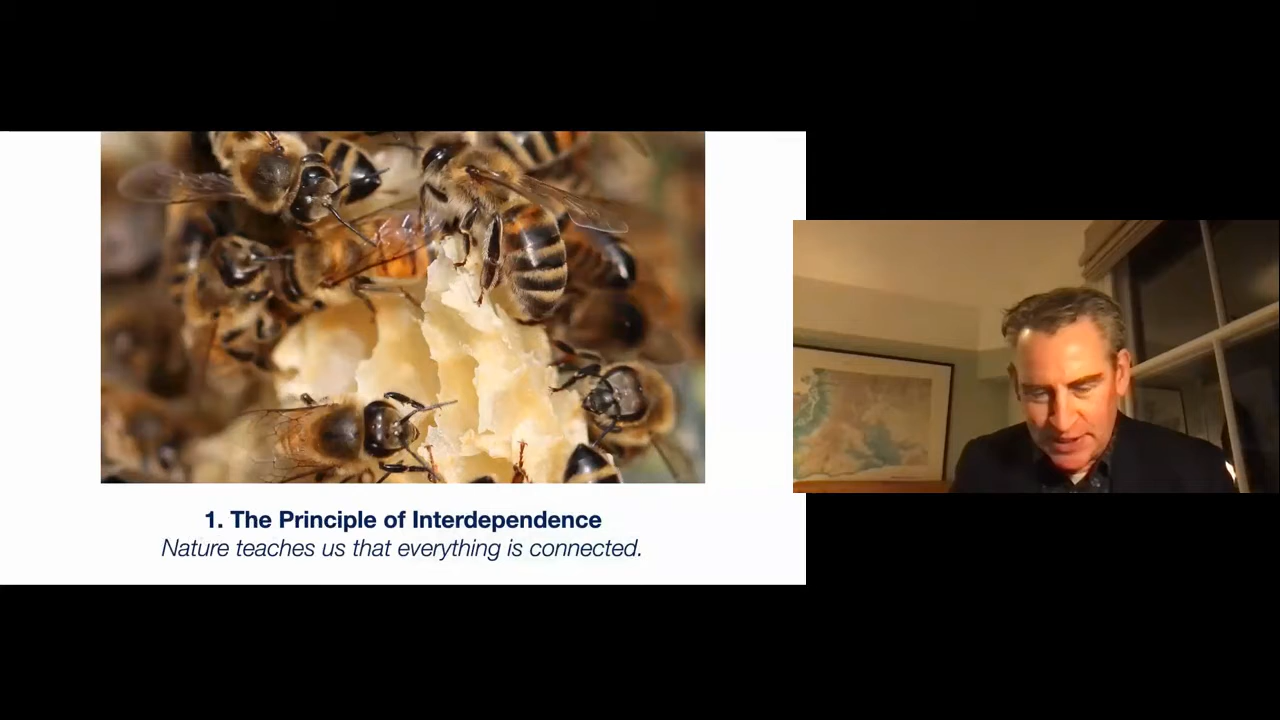 1. The Principle of Interdependence
Nature teaches us that everything is connected.